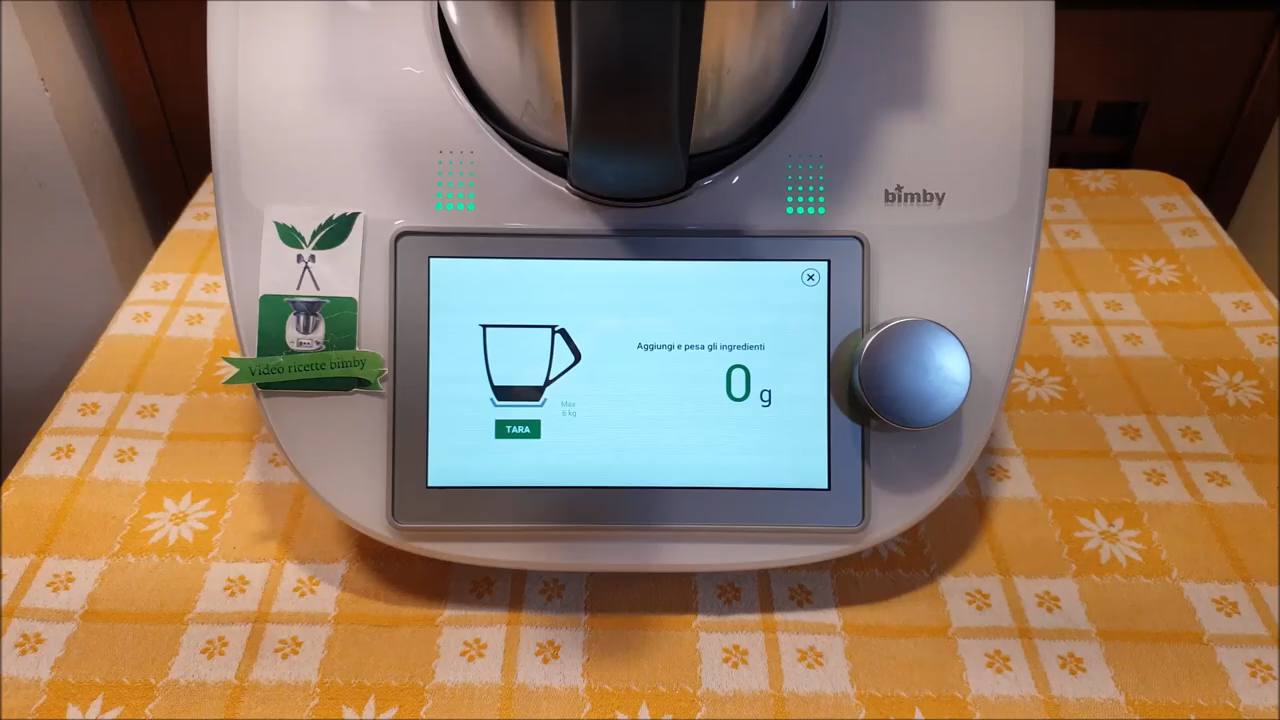 bimby
Video ricette bimby
Aggiungi e pesa gli ingredienti
0 g
Max
6 kg
TARA